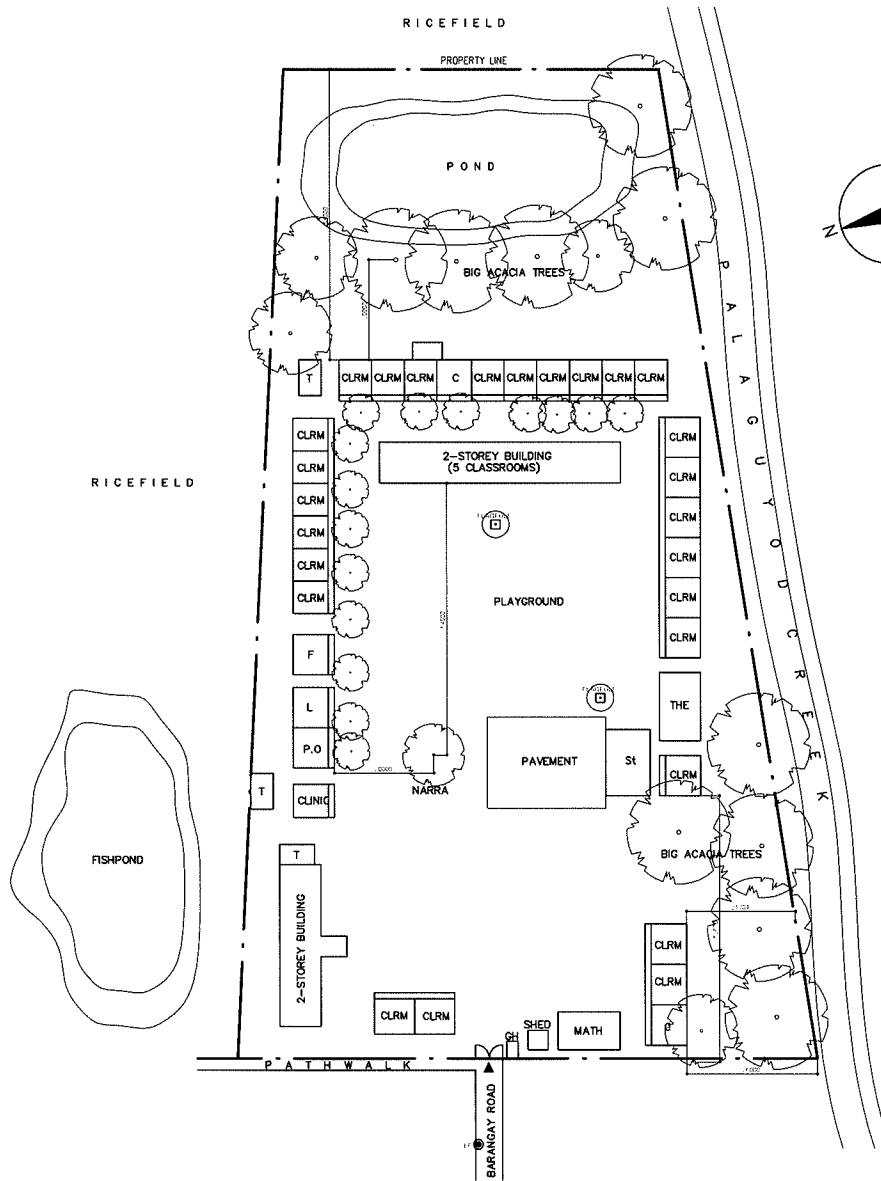 RICEFIELD
PROPERTY LINE
POND
N
BIG ACACIA TREES
PALAGUYOD CREEEK
T
CLRM
CLRM
CLRM
C
CLRM
CLRM
CLRM
CLRM
CLRM
CLRM
2-STOREY BUILDING
(5 CLASSROOMS)
CLRM
CLRM
CLRM
CLRM
CLRM
CLRM
CLRM
CLRM
CLRM
CLRM
CLRM
CLRM
RICEFIELD
PLAYGROUND
F
L
P.O
THE
PAVEMENT
St
CLRM
NARRA
T
CLINIC
BIG ACACIA TREES
FISHPOND
T
2-STOREY BUILDING
CLRM
CLRM
CLRM
CLRM
GH
SHED
MATH
PATHWALK
BARANGAY ROAD